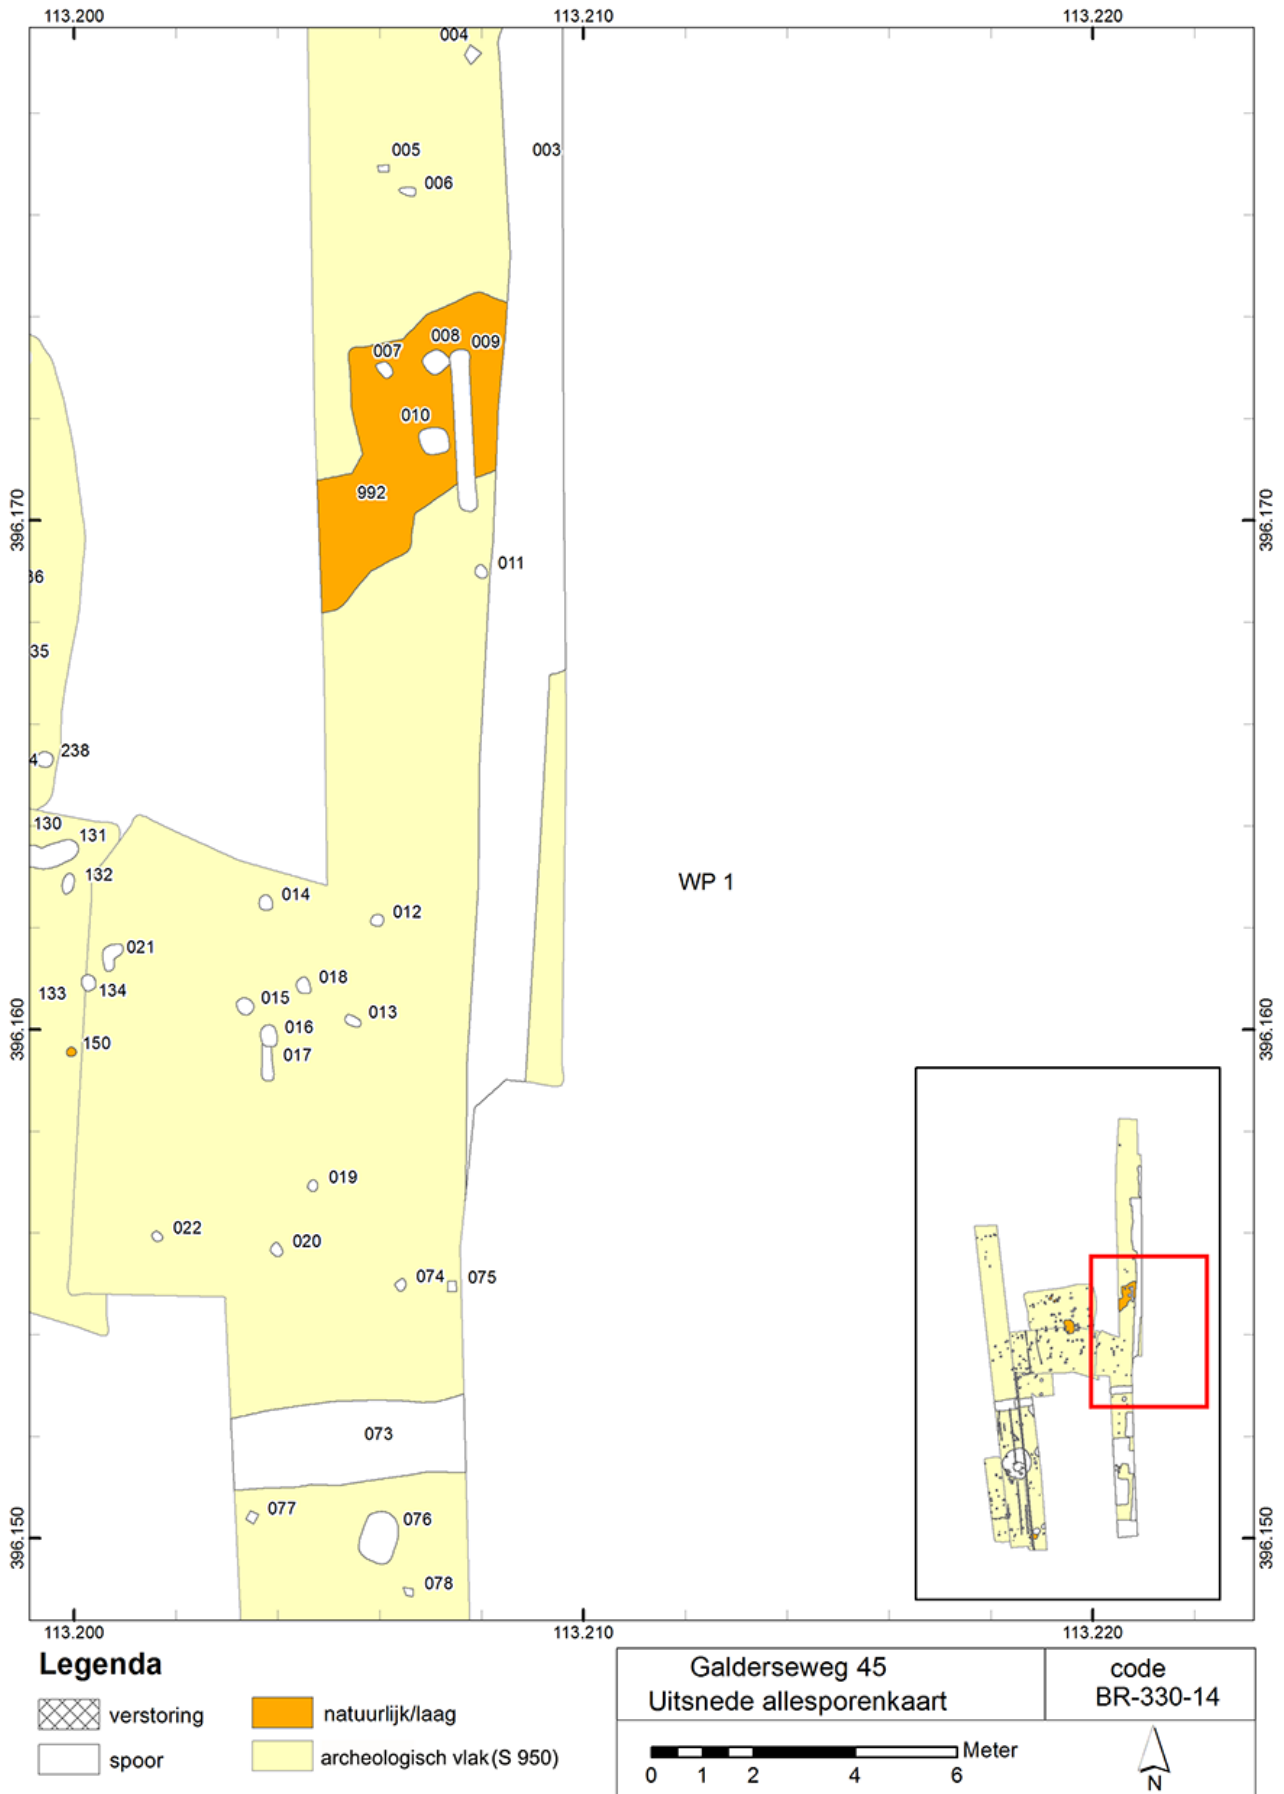 113.200 113.210 113.220
004
003
005
006
008
009
007
010
992
396.170 396.170
011
36
35
4 238
130
131
132
WP 1
014
012
021
018
133 134
015
013
016
396.160 396.160
150
017
019
022
020
074 075
073
077
076
396.150 396.150
078
113.200 113.210 113.220
Legenda
verstoring
natuurlijk/laag
spoor
archeologisch vlak(S 950)
Galderseweg 45
Uitsnede allesporenkaart
code
BR-330-14
Meter
0 1 2 4 6
N